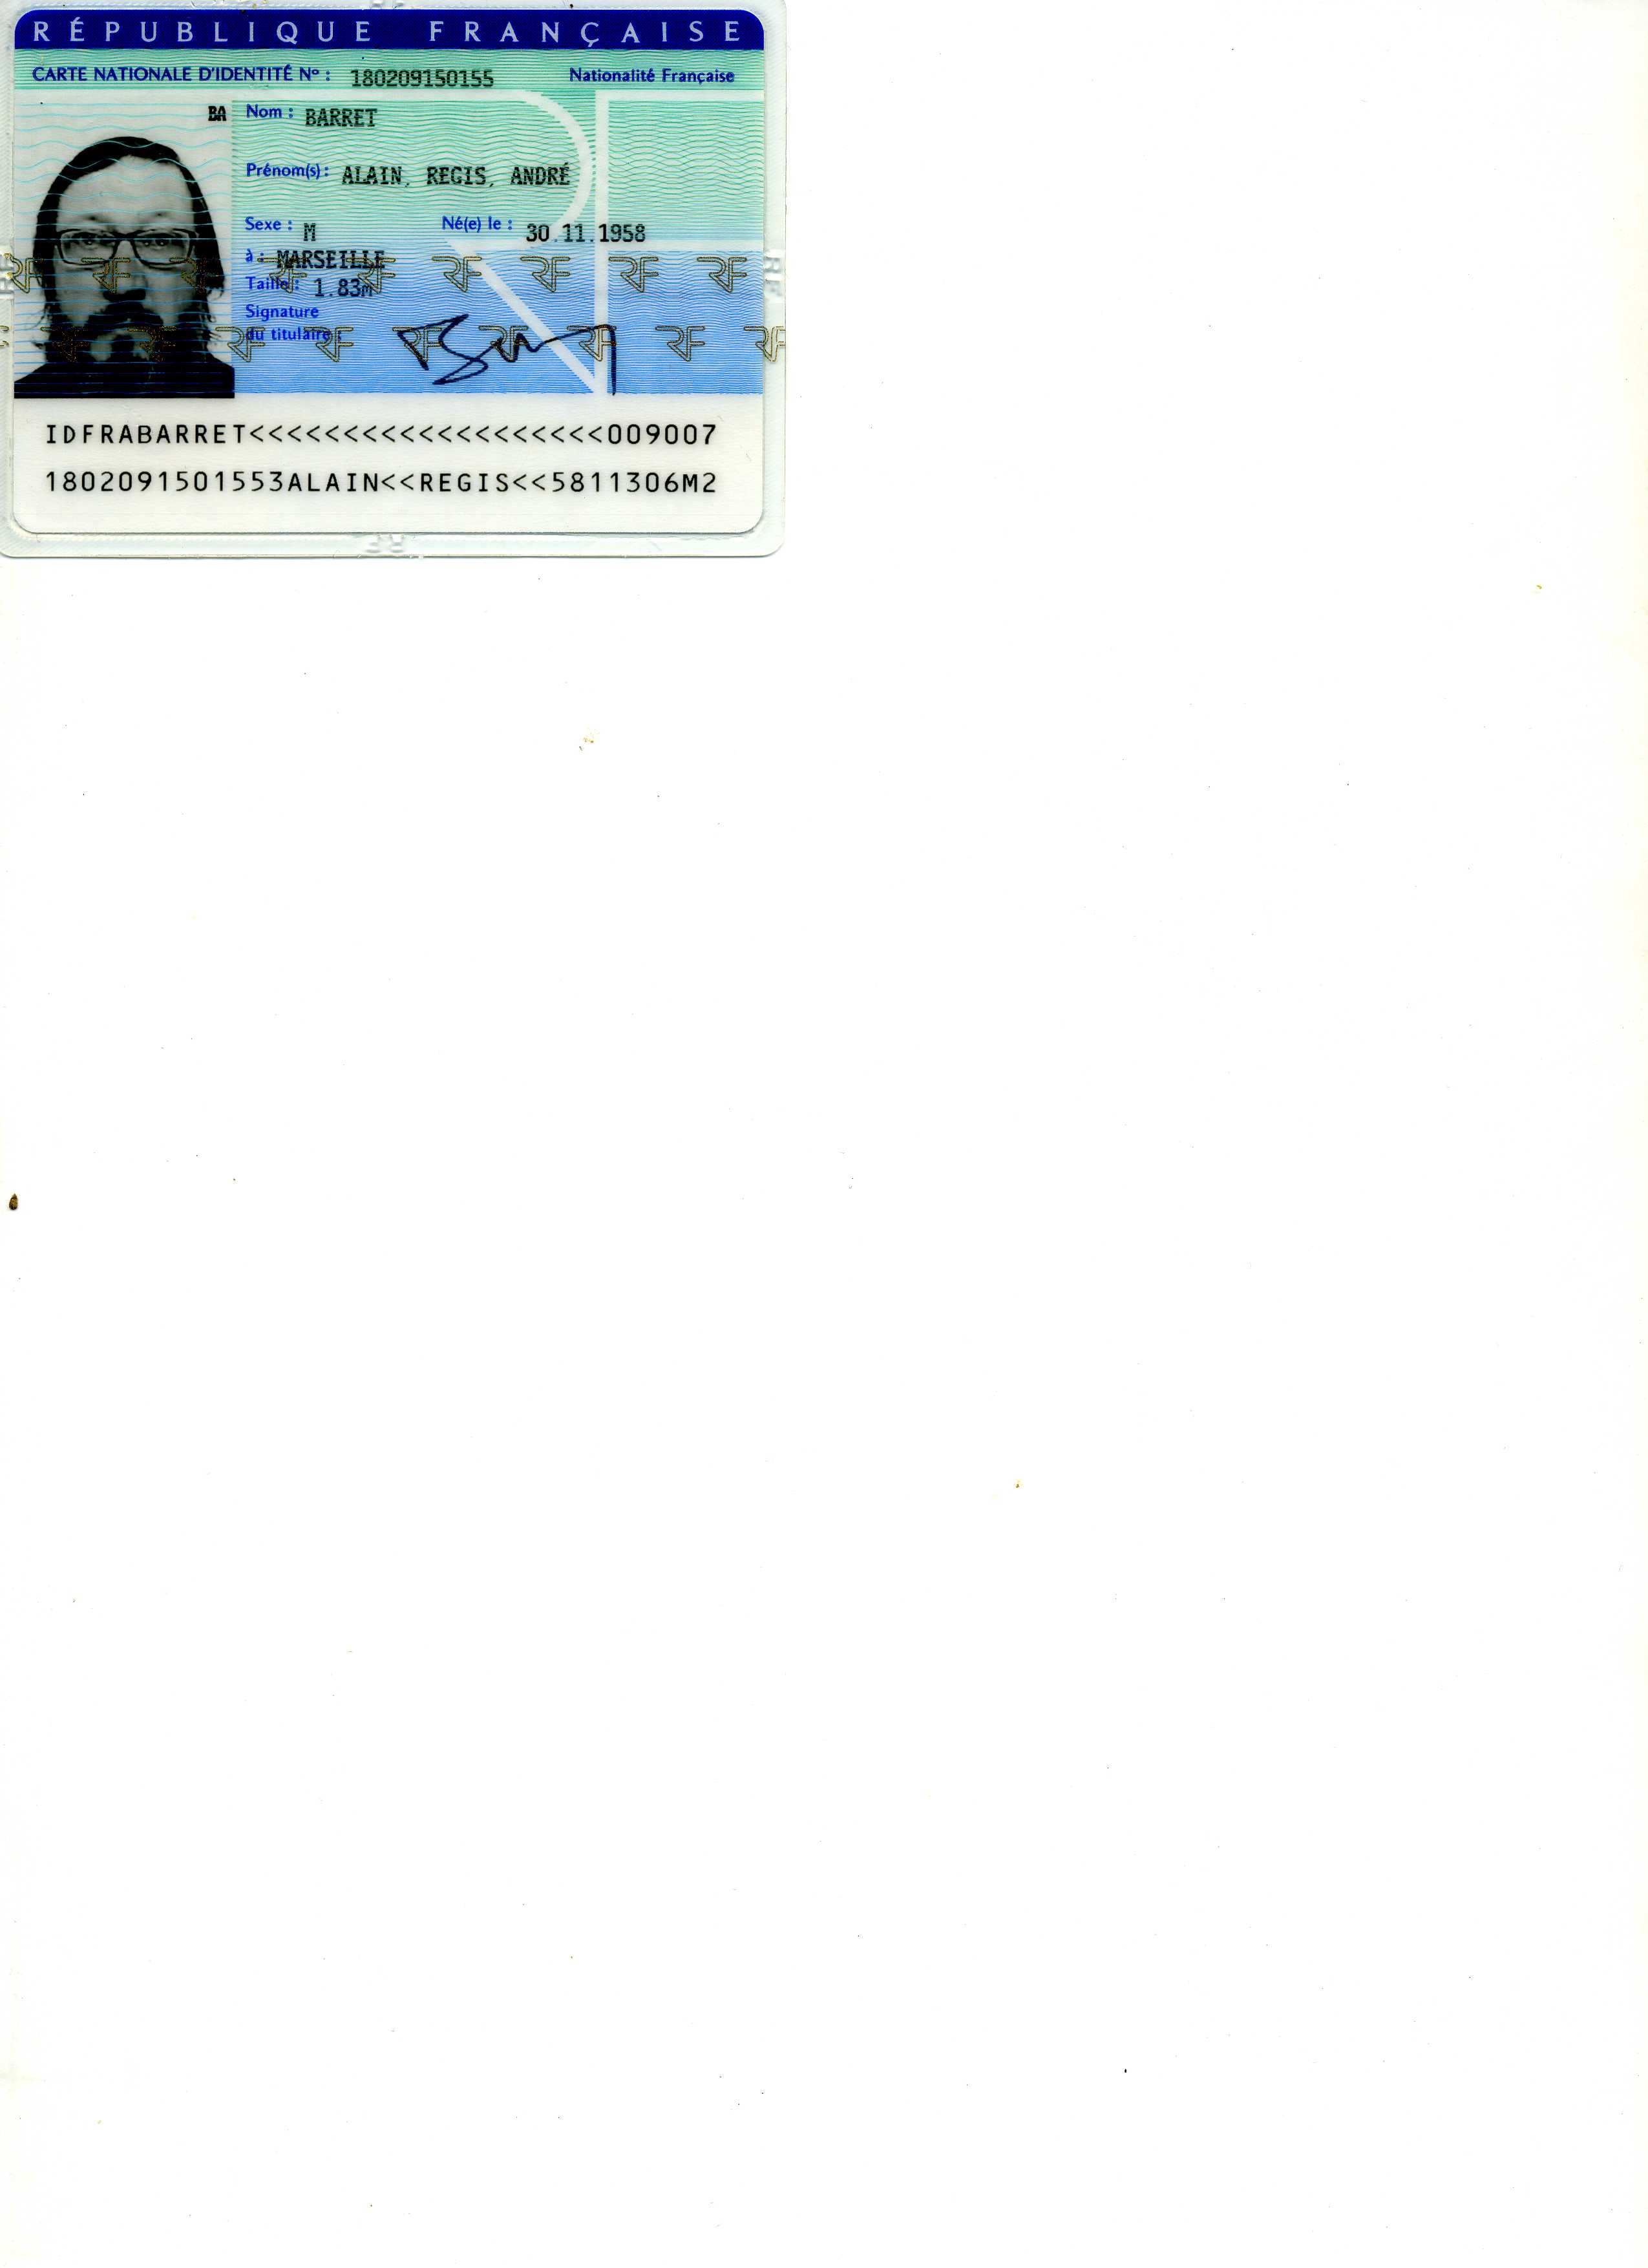 RÉPUBLIQUE FRANÇAISE
CARTE NATIONALE D'IDENTITÉ Nº : 180209150155 Nationalité Française
BA Nom : BARRET
Prénom(s) : ALAIN, REGIS, ANDRÉ
Sexe : M Né(e) le : 30.11.1958
à : MARSEILLE
Taille : 1.83m
Signature
du titulaire :
IDFRABARRET<<<<<<<<<<<<<<<<<<<009007
1802091501553ALAIN<<REGIS<<5811306M2